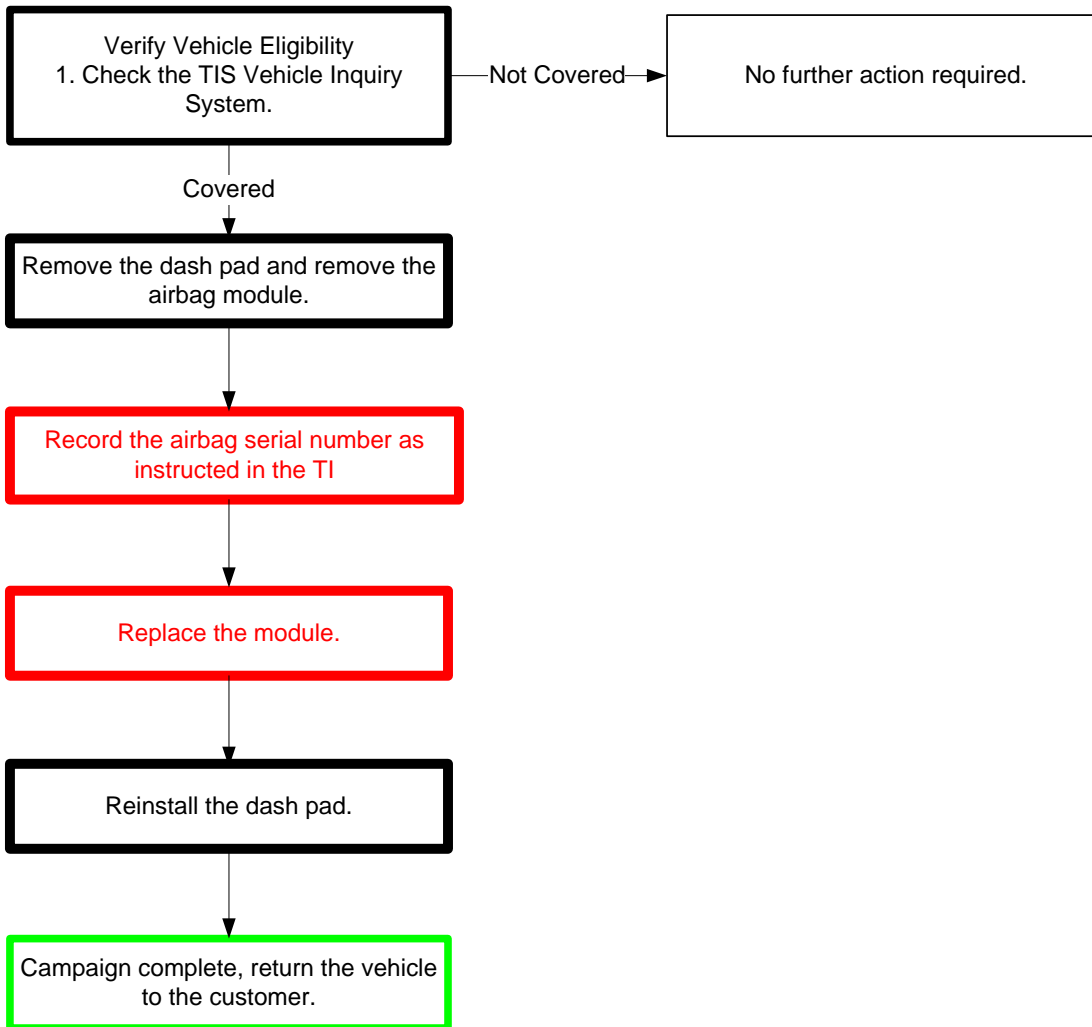 Verify Vehicle Eligibility
1. Check the TIS Vehicle Inquiry
System.
Not Covered
No further action required.
Covered
Remove the dash pad and remove the
airbag module.
Record the airbag serial number as
instructed in the TI
Replace the module.
Reinstall the dash pad.
Campaign complete, return the vehicle
to the customer.